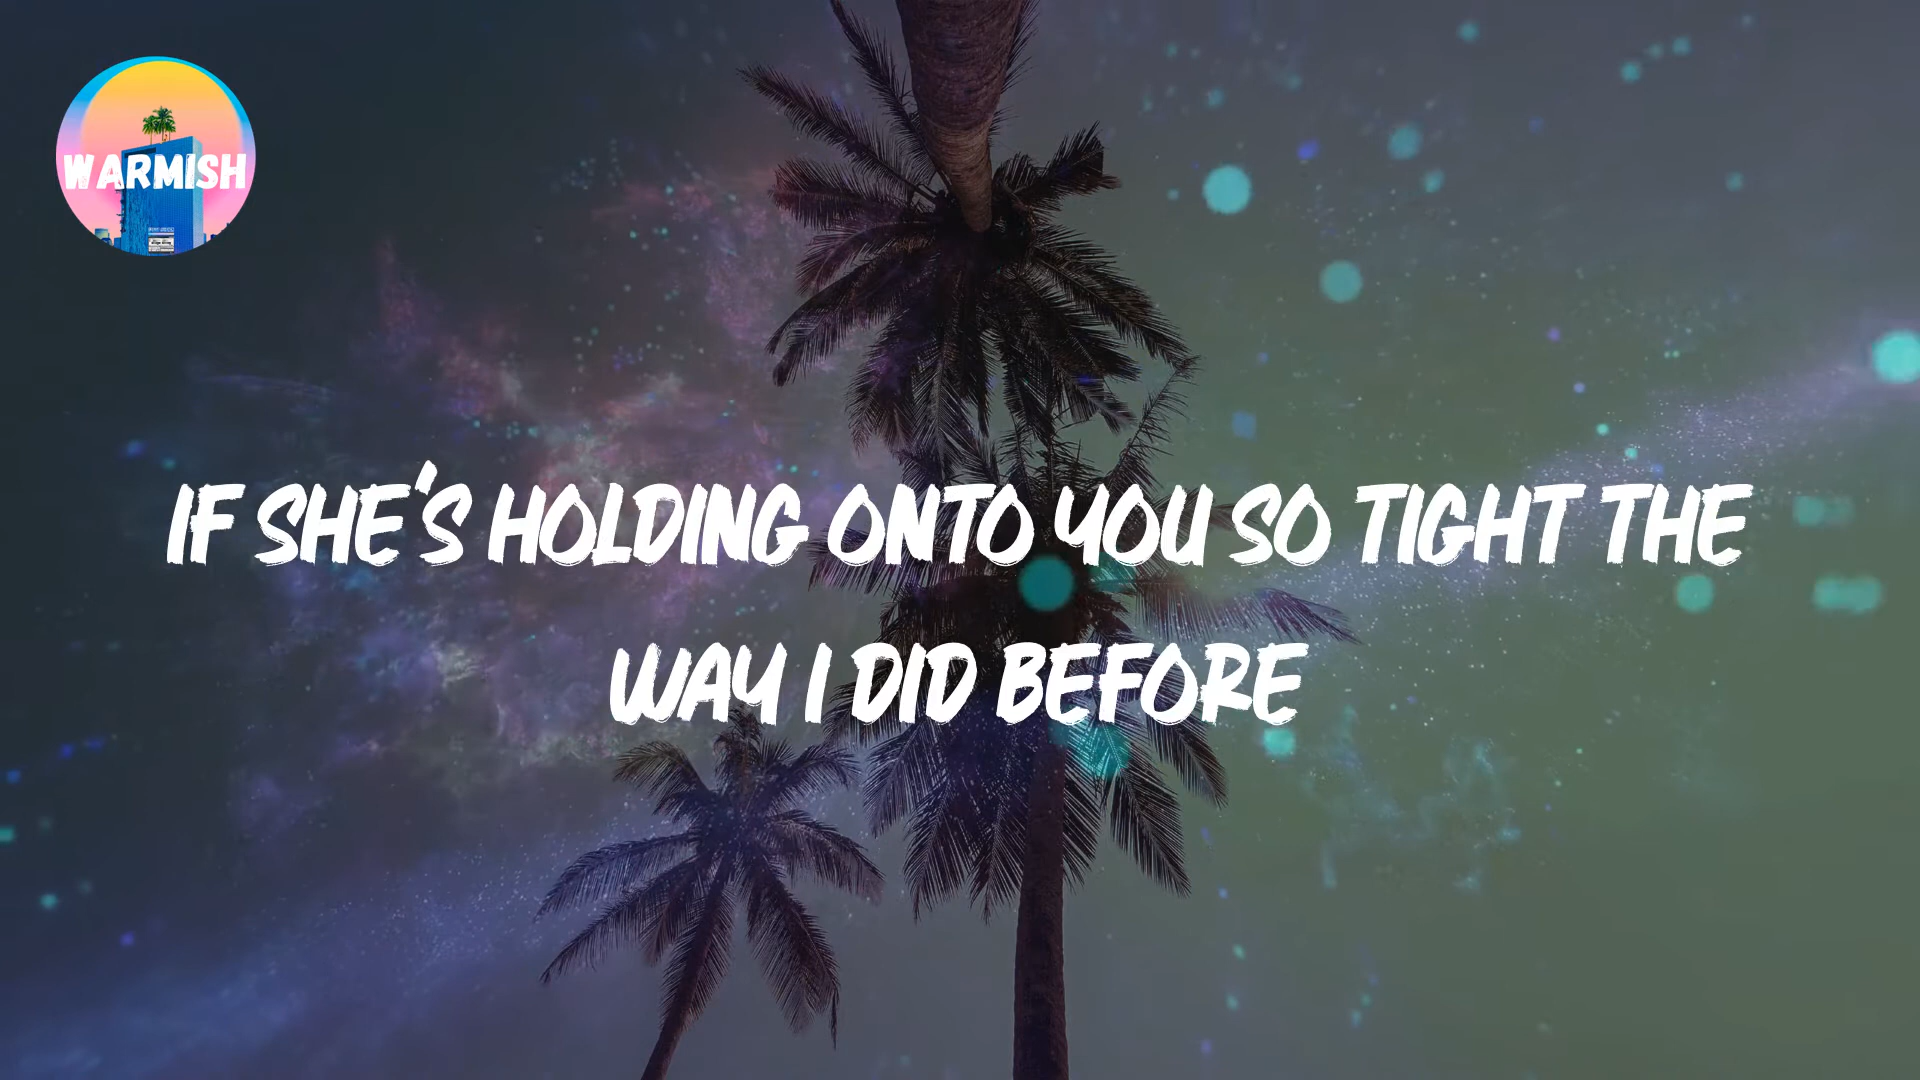 WARMISH
IF SHE'S HOLDING ONTO YOU SO TIGHT THE
WAY I DID BEFORE